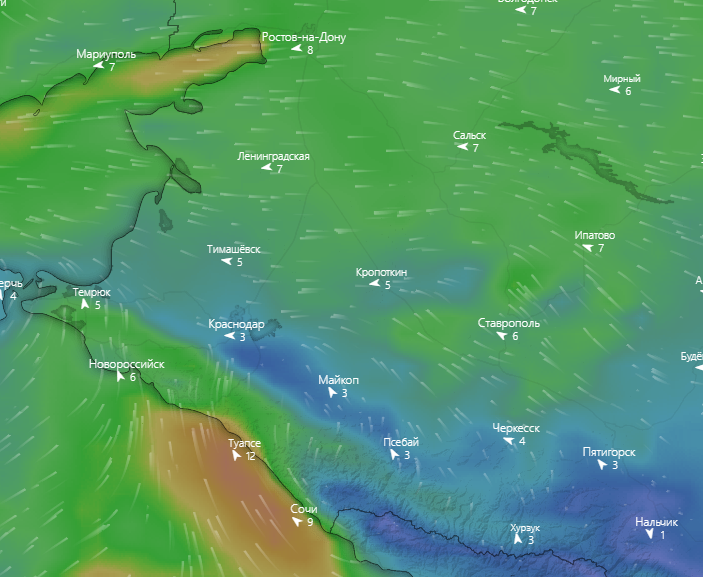 7
Ростов-на-Дону
8
Мариуполь
7
Мирный
6
Сальск
7
Ленинградская
7
Ипатово
7
Тимашёвск
5
Кропоткин
5
4
Темрюк
5
Краснодар
3
Ставрополь
6
Новороссийск
6
Майкоп
3
Туапсе
12
Псебай
3
Черкесск
4
Пятигорск
3
Сочи
9
Хурзук
3
Нальчик
1